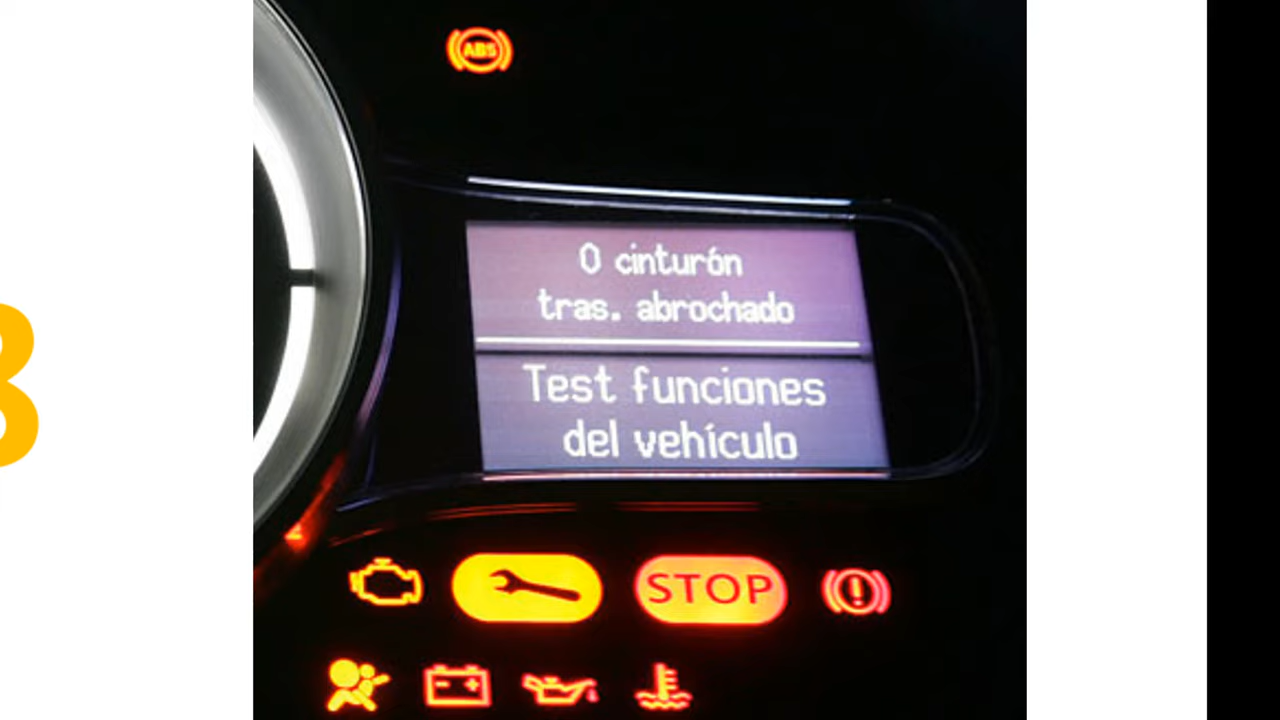 ABS
0 cinturón
tras. abrochado
Test funciones
del vehículo
STOP